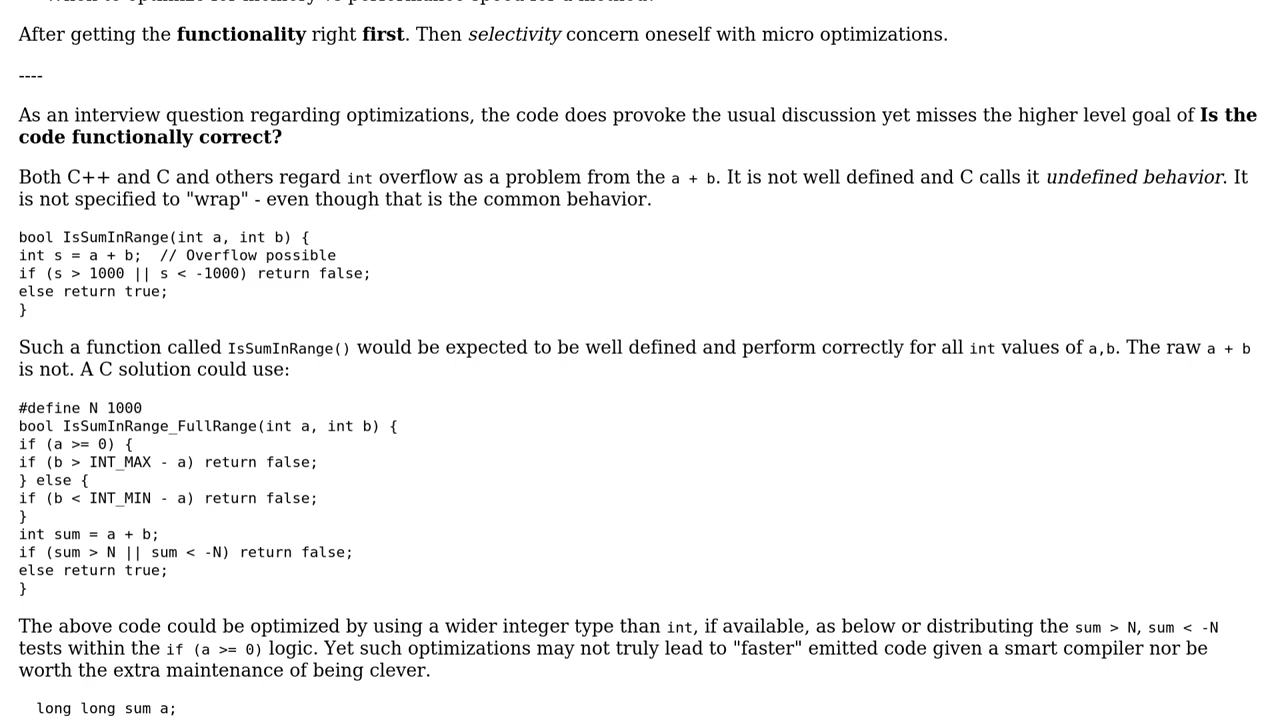 When to optimize for memory vs performance speed for a method?
After getting the functionality right first. Then selectivity concern oneself with micro optimizations.
----
As an interview question regarding optimizations, the code does provoke the usual discussion yet misses the higher level goal of Is the
code functionally correct?
Both C++ and C and others regard int overflow as a problem from the a + b. It is not well defined and C calls it undefined behavior. It
is not specified to "wrap" - even though that is the common behavior.
bool IsSumInRange(int a, int b) {
int s = a + b;  // Overflow possible
if (s > 1000 || s < -1000) return false;
else return true;
}
Such a function called IsSumInRange() would be expected to be well defined and perform correctly for all int values of a,b. The raw a + b
is not. A C solution could use:
#define N 1000
bool IsSumInRange_FullRange(int a, int b) {
if (a >= 0) {
if (b > INT_MAX - a) return false;
} else {
if (b < INT_MIN - a) return false;
}
int sum = a + b;
if (sum > N || sum < -N) return false;
else return true;
}
The above code could be optimized by using a wider integer type than int, if available, as below or distributing the sum > N, sum < -N
tests within the if (a >= 0) logic. Yet such optimizations may not truly lead to "faster" emitted code given a smart compiler nor be
worth the extra maintenance of being clever.
long long sum a;